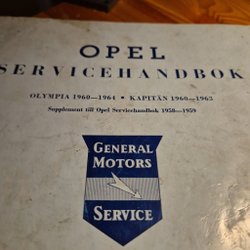 OPEL
SERVICEHANDBOK
OLYMPIA 1960—1964 • KAPITÄN 1960—1963
Supplement till Opel Servicehandbok 1958—1959
GENERAL
MOTORS
SERVICE